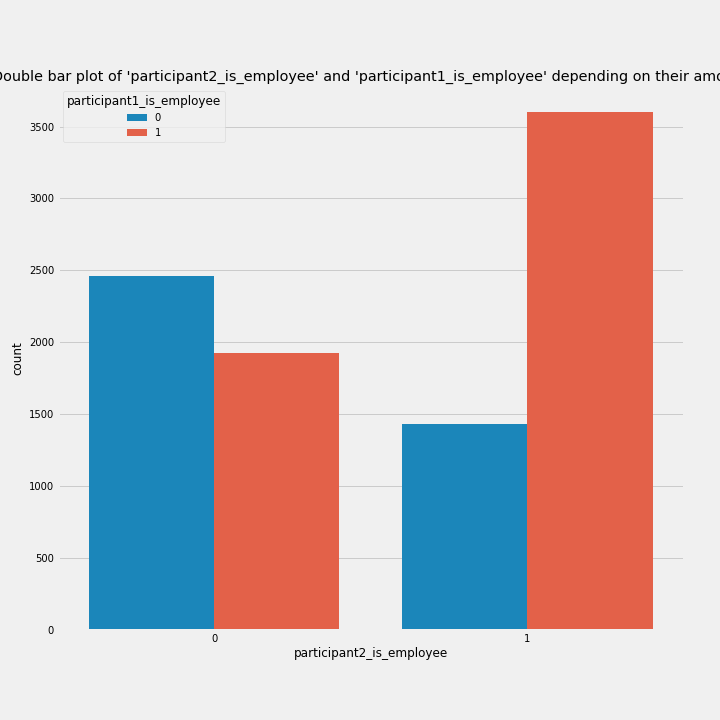 Double bar plot of 'participant2_is_employee' and 'participant1_is_employee' depending on their
participant1_is_employee
0
1
3500
3000
2500
2000
1500
1000
500
0
count
0 1
participant2_is_employee